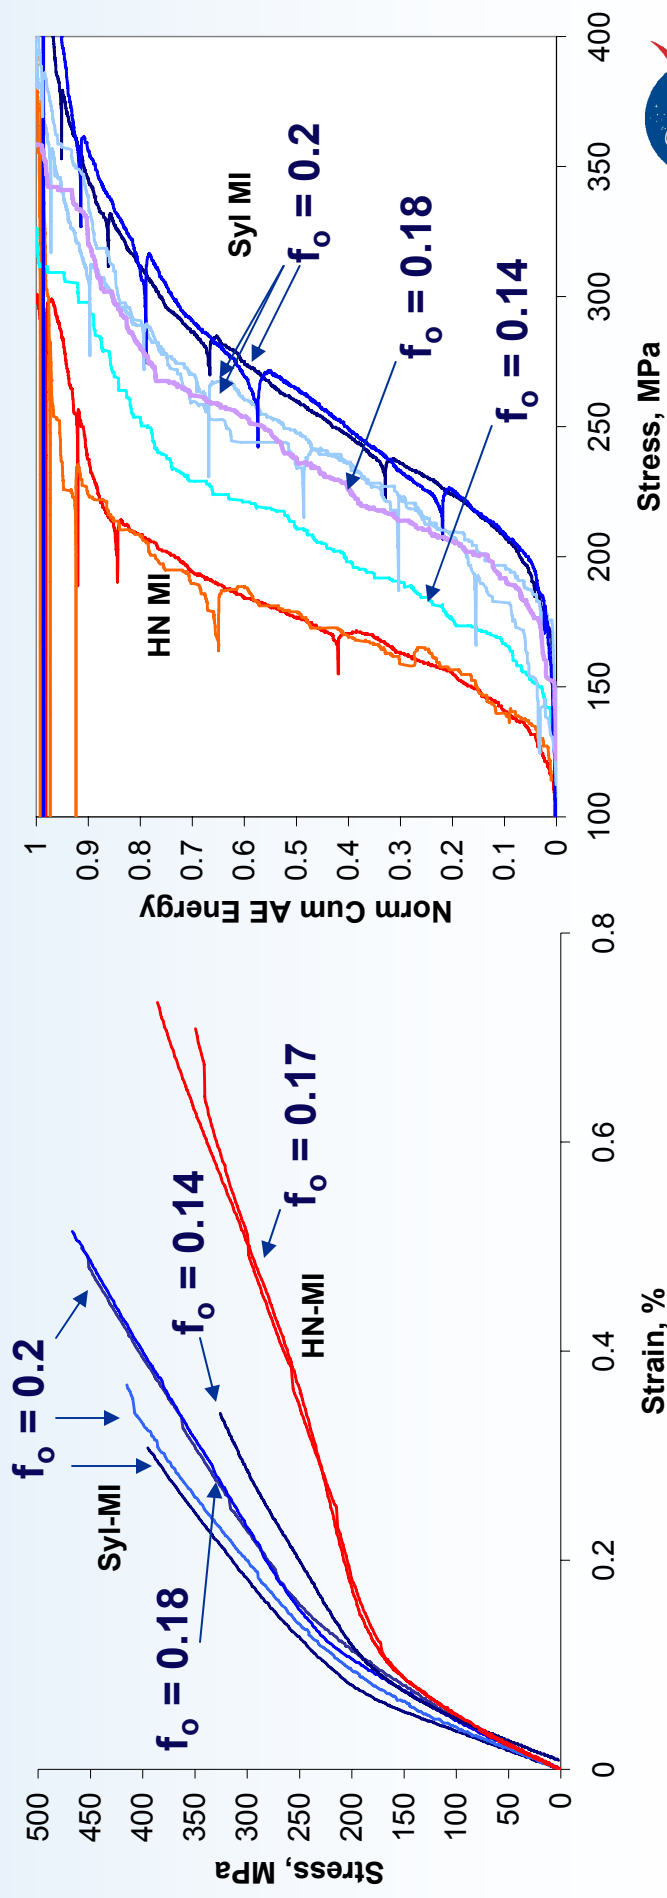 500
450
400
350
300
250
200
150
100
50
0
Stress, MPa
0
0.2
0.4
0.6
0.8
Strain, %
fo = 0.2
Syl-MI
fo = 0.18
fo = 0.14
HN-MI
fo = 0.17
1
0.9
0.8
0.7
0.6
0.5
0.4
0.3
0.2
0.1
0
Norm Cum AE Energy
100
150
200
250
300
350
400
Stress, MPa
HN MI
Syl MI
fo = 0.2
fo = 0.18
fo = 0.14